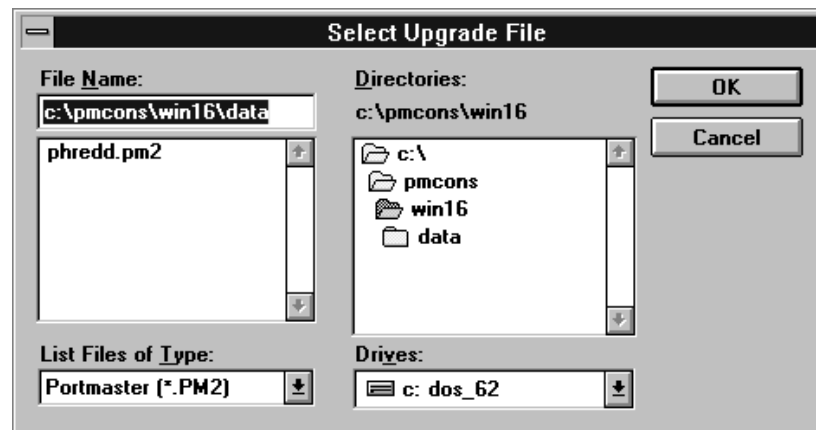 Select Upgrade File
File Name:
c:\pmcons\win16\data
phredd.pm2
List Files of Type:
Portmaster (*.PM2)
Directories:
c:\pmcons\win16
c:\
pmcons
win16
data
Drives:
c: dos_62
OK
Cancel